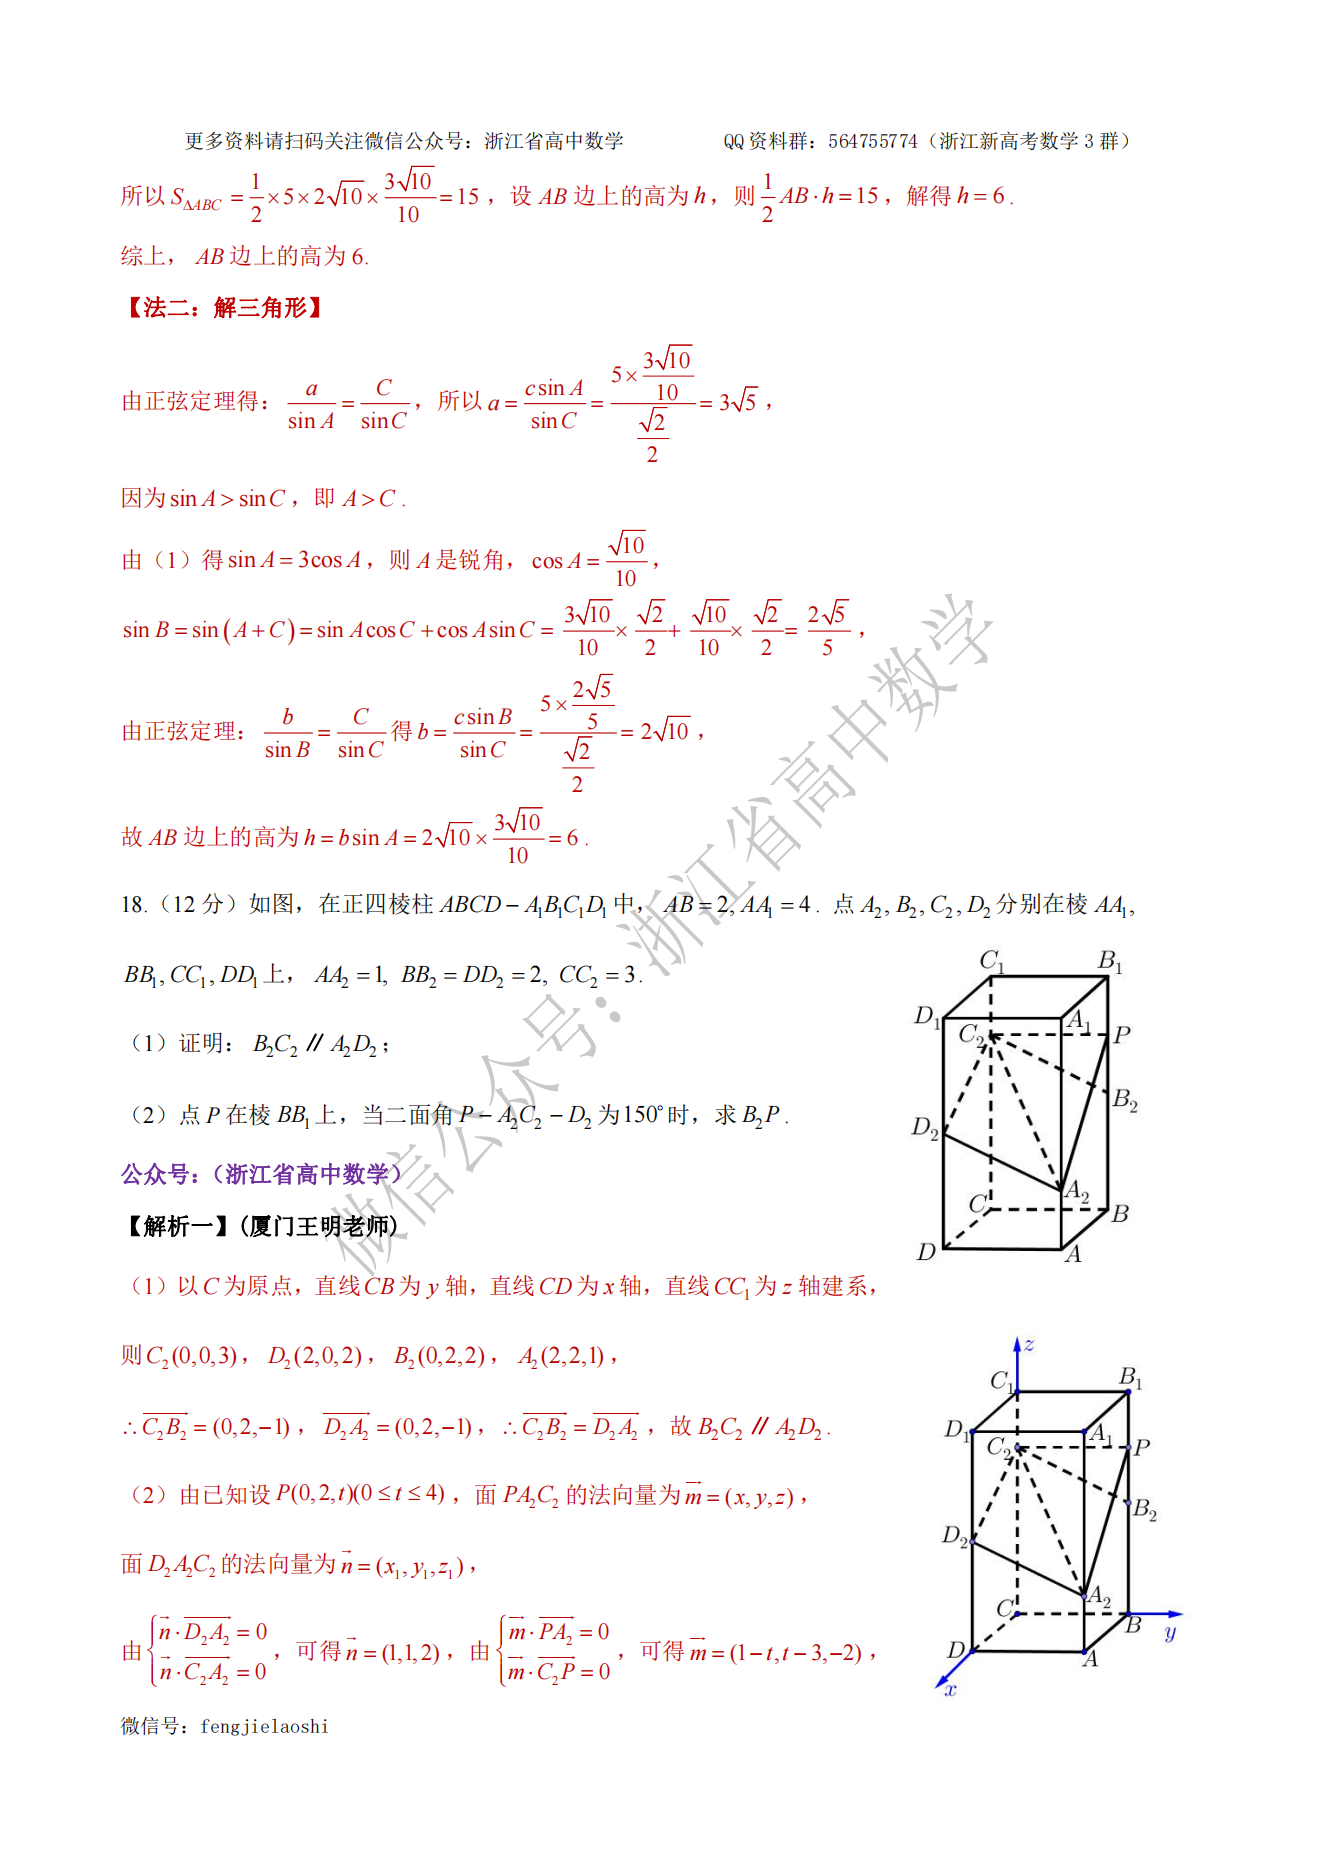 更多资料请扫码关注微信公众号：浙江省高中数学 QQ 资料群：564755774（浙江新高考数学 3 群）
所以 S△ABC = 1/2 × 5 × 2√10 × 3√10/10 = 15 ，设 AB 边上的高为 h ，则 1/2 AB · h = 15 ，解得 h = 6 .
综上， AB 边上的高为 6.
【法二：解三角形】
由正弦定理得： a/sin A = C/sin C ，所以 a = c sin A/sin C = (5 × 3√10/10)/(√2/2) = 3√5 ，
因为 sin A > sin C ，即 A > C .
由（1）得 sin A = 3cos A ，则 A 是锐角， cos A = √10/10 ，
sin B = sin (A + C) = sin A cos C + cos A sin C = 3√10/10 × √2/2 + √10/10 × √2/2 = 2√5/5 ，
由正弦定理： b/sin B = C/sin C 得 b = c sin B/sin C = (5 × 2√5/5)/(√2/2) = 2√10 ，
故 AB 边上的高为 h = b sin A = 2√10 × 3√10/10 = 6 .
18.（12 分）如图，在正四棱柱 ABCD − A₁B₁C₁D₁ 中， AB = 2, AA₁ = 4 . 点 A₂ , B₂ , C₂ , D₂ 分别在棱 AA₁,
BB₁ , CC₁ , DD₁ 上， AA₂ = 1, BB₂ = DD₂ = 2, CC₂ = 3 .
（1）证明： B₂C₂ ∥ A₂D₂ ；
（2）点 P 在棱 BB₁ 上，当二面角 P − A₂C₂ − D₂ 为 150° 时，求 B₂P .
C₁ B₁
D₁ A₁
C₂ P
B₂
D₂
A₂
C B
D A
公众号：（浙江省高中数学）
【解析一】(厦门王明老师)
（1）以 C 为原点，直线 CB 为 y 轴，直线 CD 为 x 轴，直线 CC₁ 为 z 轴建系，
则 C₂ (0,0,3) ， D₂ (2,0,2) ， B₂ (0,2,2) ， A₂ (2,2,1) ，
∴ C₂B₂ = (0,2,−1) ， D₂A₂ = (0,2,−1) ，∴ C₂B₂ = D₂A₂ ，故 B₂C₂ ∥ A₂D₂ .
（2）由已知设 P(0, 2, t)(0 ≤ t ≤ 4) ，面 PA₂C₂ 的法向量为 m = (x, y, z) ，
面 D₂A₂C₂ 的法向量为 n = (x₁, y₁, z₁) ，
由 { n · D₂A₂ = 0 ; n · C₂A₂ = 0 ，可得 n = (1,1,2) ，由 { m · PA₂ = 0 ; m · C₂P = 0 ，可得 m = (1 − t, t − 3, −2) ，
z
C₁ B₁
D₁ A₁
C₂ P
B₂
D₂
A₂
C B
y
D A
x
微信号：fengjielaoshi
微信公众号：浙江省高中数学